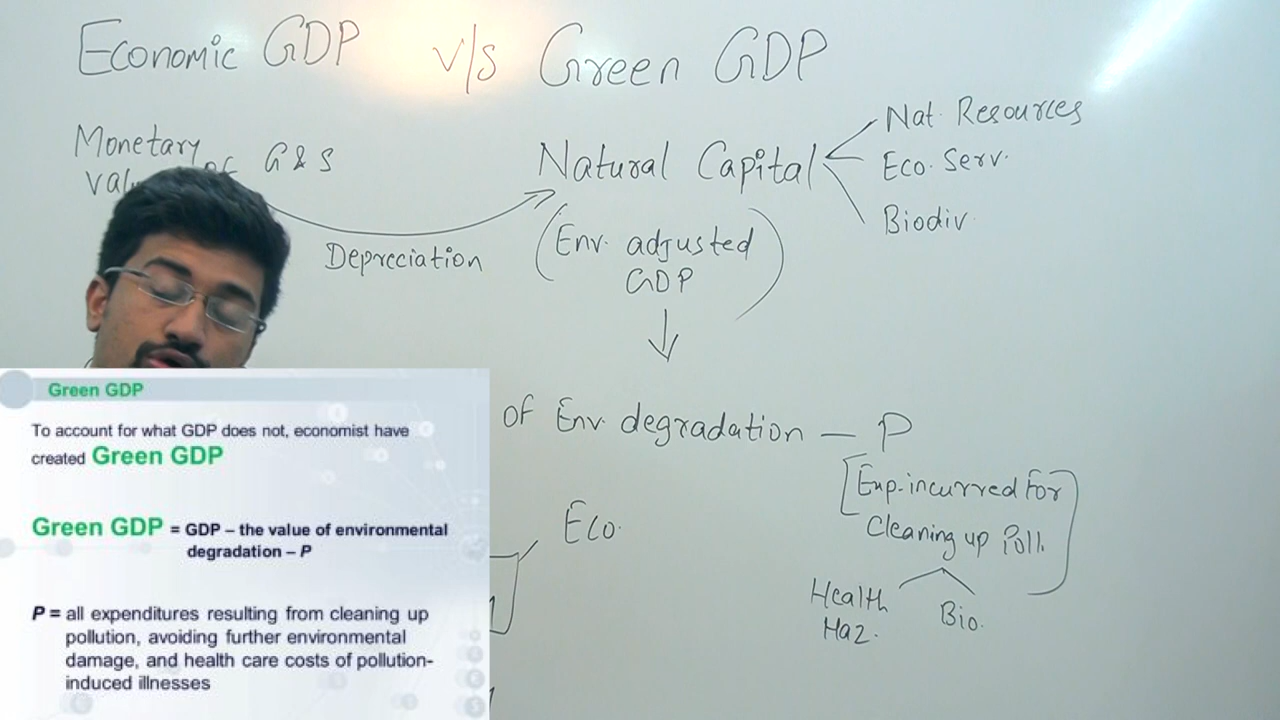 Economic GDP v/s Green GDP
Monetary
of G & S
Depreciation
Natural Capital
Nat. Resources
Eco. Serv.
Biodiv
(Env. adjusted
GDP)
of Env. degradation — P
[Exp. incurred For
Cleaning up Poll.
Health
Haz.
Bio.
Eco.
Green GDP
To account for what GDP does not, economist have
created Green GDP
Green GDP = GDP – the value of environmental
degradation – P
P = all expenditures resulting from cleaning up
pollution, avoiding further environmental
damage, and health care costs of pollution-
induced illnesses